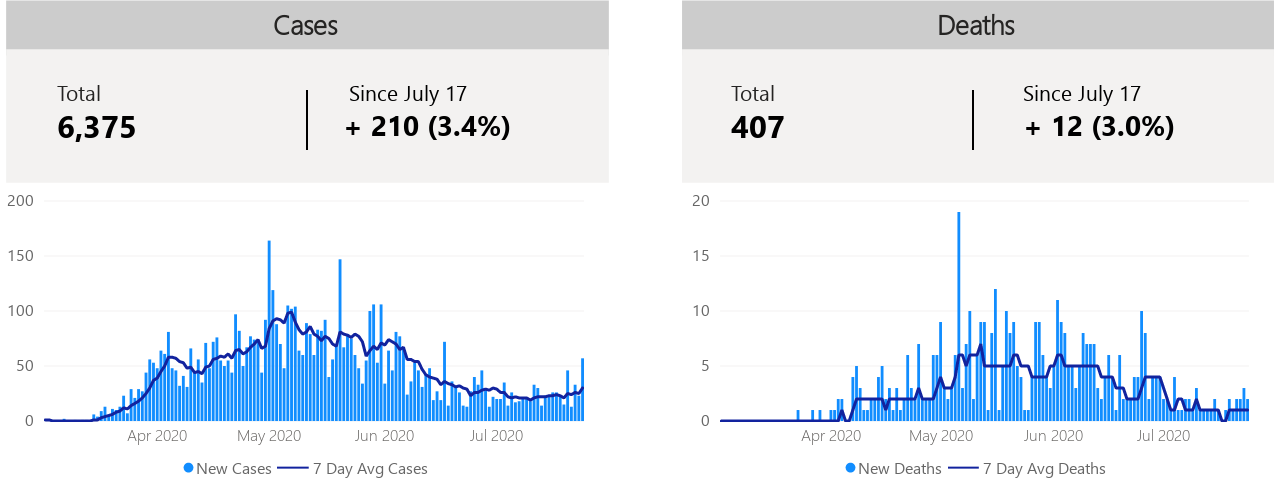 Cases
Total
6,375
Since July 17
+ 210 (3.4%)
200
150
100
50
0
Apr 2020 May 2020 Jun 2020 Jul 2020
New Cases 7 Day Avg Cases
Deaths
Total
407
Since July 17
+ 12 (3.0%)
20
15
10
5
0
Apr 2020 May 2020 Jun 2020 Jul 2020
New Deaths 7 Day Avg Deaths